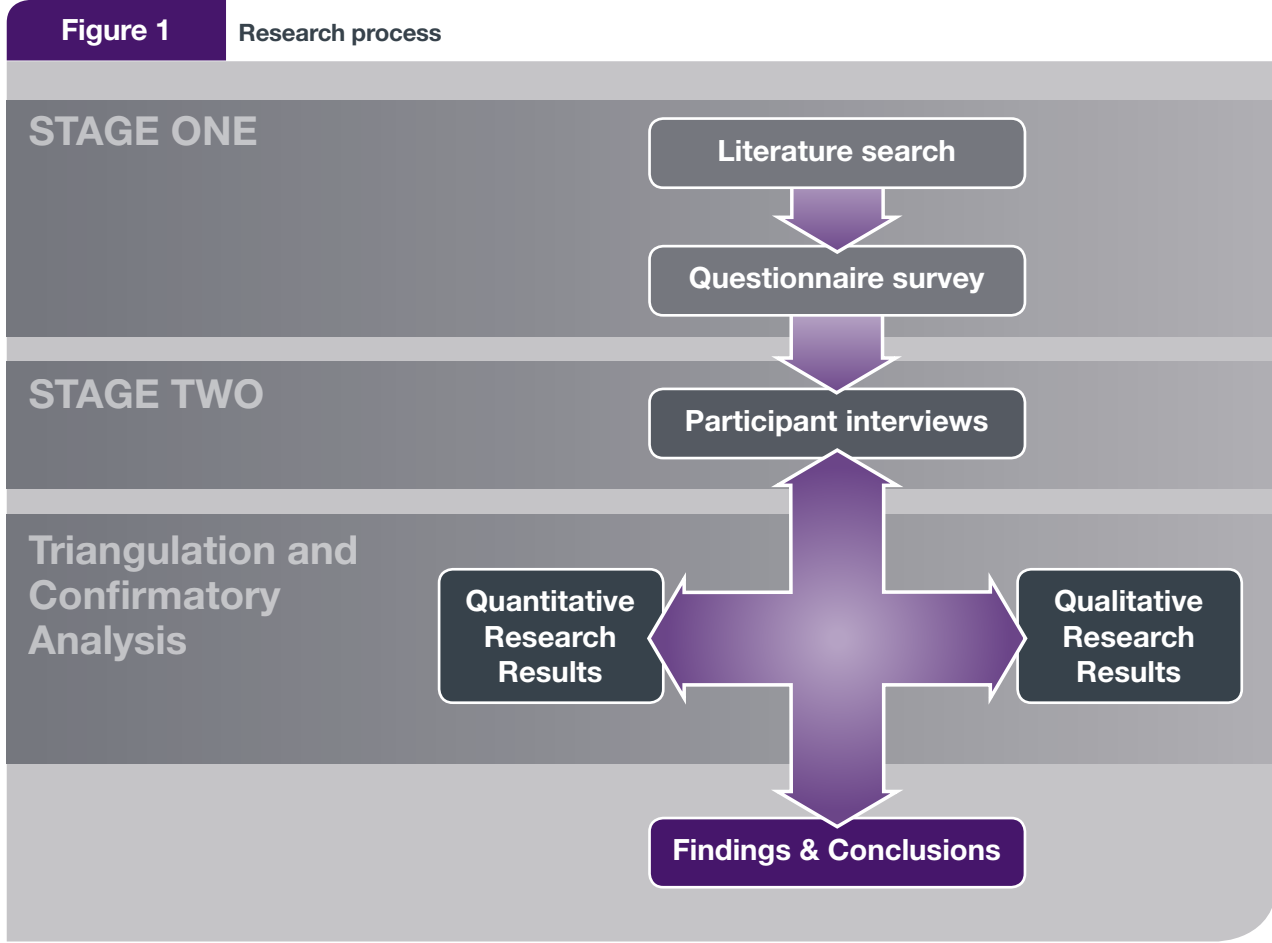 Figure 1
Research process
STAGE ONE
Literature search
Questionnaire survey
STAGE TWO
Participant interviews
Triangulation and
Confirmatory
Analysis
Quantitative
Research
Results
Qualitative
Research
Results
Findings & Conclusions